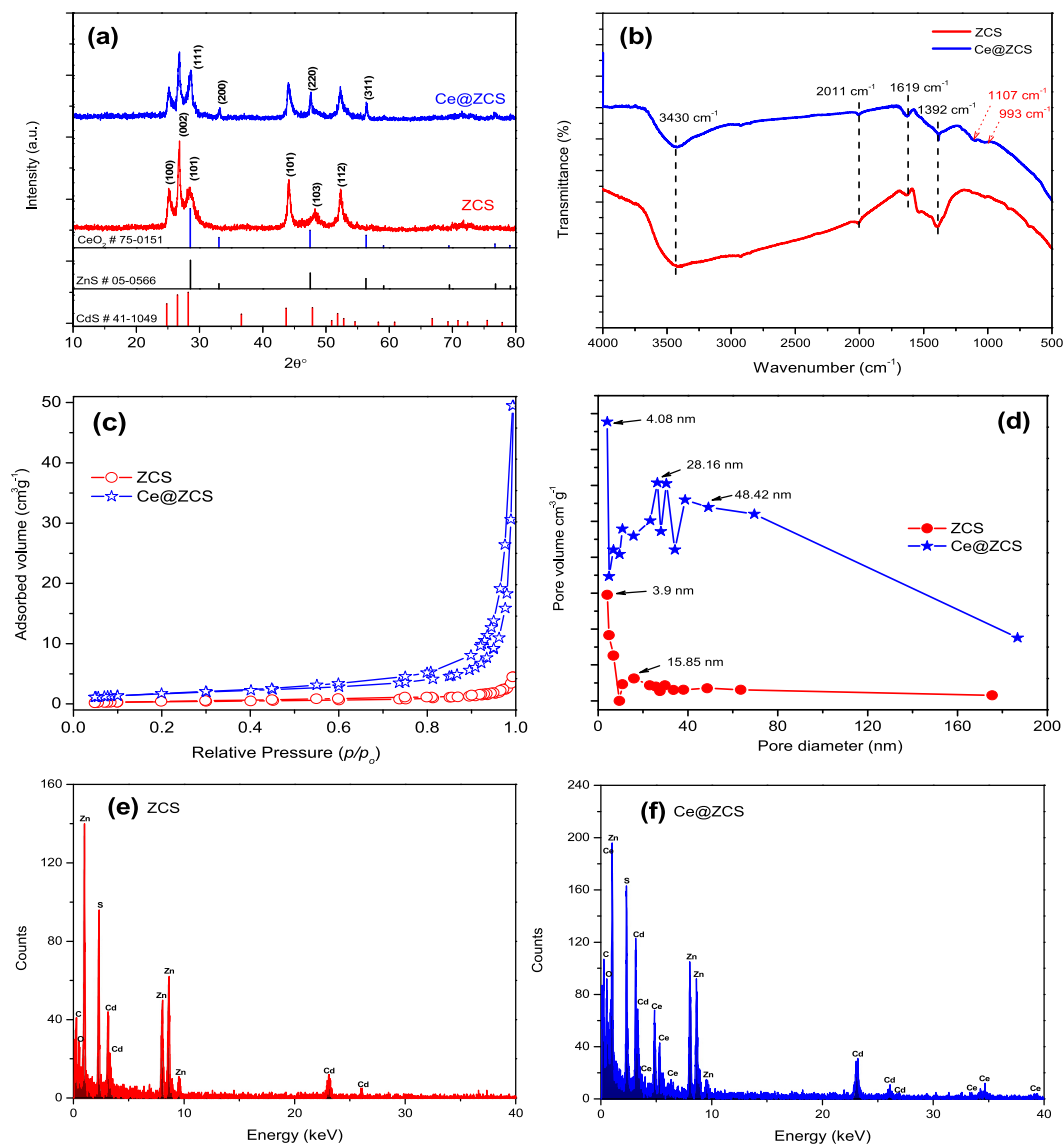 (a)
(111)
(200)
(220)
(311)
Ce@ZCS
(002)
(100)
(101)
(101)
(103)
(112)
ZCS
CeO2 # 75-0151
ZnS # 05-0566
CdS # 41-1049
Intensity (a.u.)
10 20 30 40 50 60 70 80
2θ°
(b)
ZCS
Ce@ZCS
3430 cm-1
2011 cm-1
1619 cm-1
1392 cm-1
1107 cm-1
993 cm-1
Transmittance (%)
4000 3500 3000 2500 2000 1500 1000 500
Wavenumber (cm-1)
(c)
ZCS
Ce@ZCS
50
40
30
20
10
0
Adsorbed volume (cm3g-1)
0.0 0.2 0.4 0.6 0.8 1.0
Relative Pressure (p/po)
(d)
4.08 nm
28.16 nm
48.42 nm
3.9 nm
15.85 nm
ZCS
Ce@ZCS
Pore volume cm-3g-1
0 40 80 120 160 200
Pore diameter (nm)
(e) ZCS
160
120
80
40
0
Counts
Zn
S
C
O
Cd
Cd
Zn
Zn
Zn
Cd
Cd
0 10 20 30 40
Energy (keV)
(f) Ce@ZCS
240
200
160
120
80
40
0
Counts
Zn
Ce
S
C
O
Cd
Cd
Ce
Ce
Ce
Ce
Zn
Zn
Zn
Cd
Cd
Cd
Ce
Ce
Ce
0 10 20 30 40
Energy (keV)